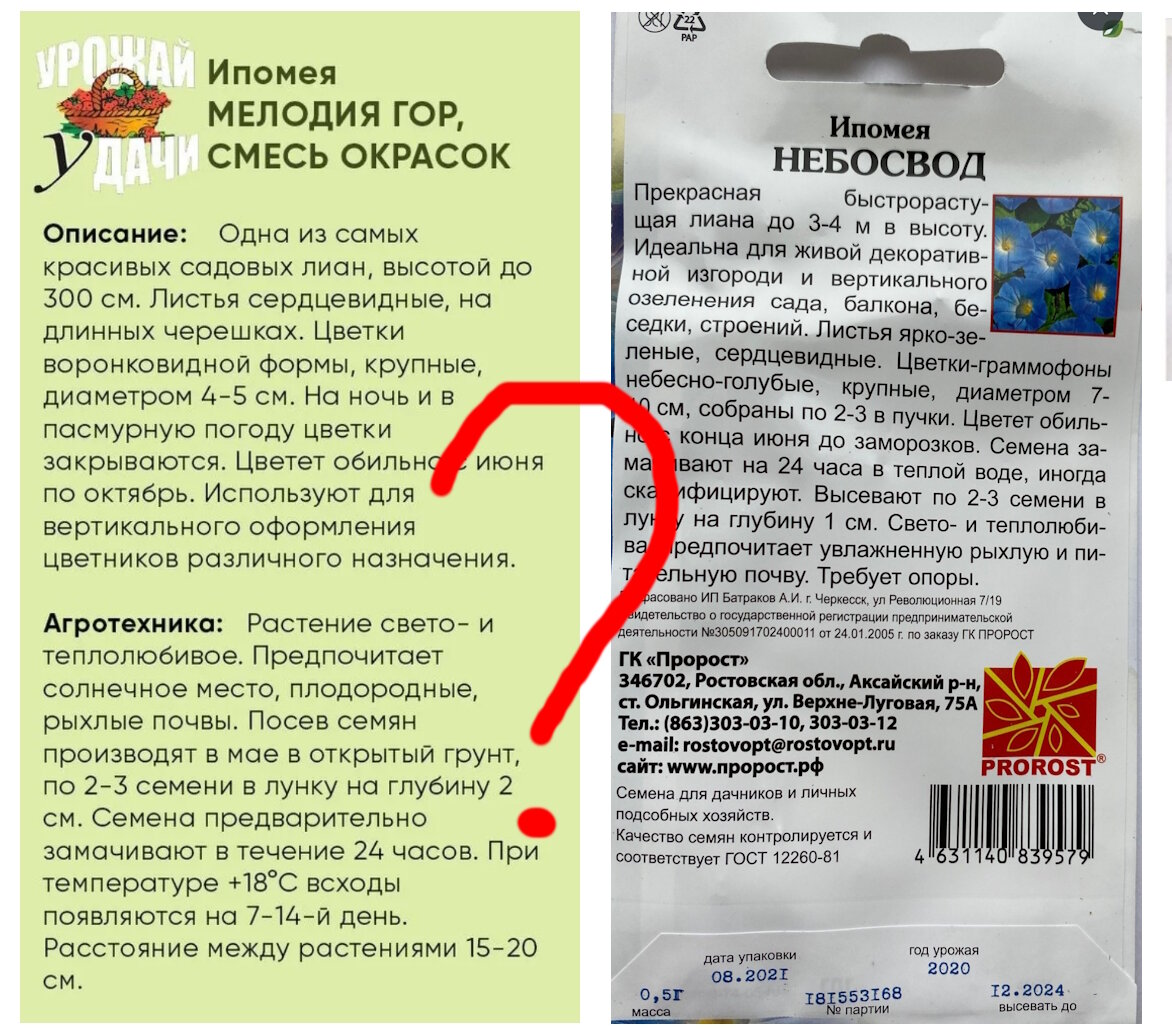 УРОЖАЙ
УДАЧИ
Ипомея
МЕЛОДИЯ ГОР,
СМЕСЬ ОКРАСОК
Описание: Одна из самых
красивых садовых лиан, высотой до
300 см. Листья сердцевидные, на
длинных черешках. Цветки
воронковидной формы, крупные,
диаметром 4-5 см. На ночь и в
пасмурную погоду цветки
закрываются. Цветет обильно с июня
по октябрь. Используют для
вертикального оформления
цветников различного назначения.
Агротехника: Растение свето- и
теплолюбивое. Предпочитает
солнечное место, плодородные,
рыхлые почвы. Посев семян
производят в мае в открытый грунт,
по 2-3 семени в лунку на глубину 2
см. Семена предварительно
замачивают в течение 24 часов. При
температуре +18°С всходы
появляются на 7-14-й день.
Расстояние между растениями 15-20
см.
22
PAP
Ипомея
НЕБОСВОД
Прекрасная быстрорасту-
щая лиана до 3-4 м в высоту.
Идеальна для живой декоратив-
ной изгороди и вертикального
озеленения сада, балкона, бе-
седки, строений. Листья ярко-зе-
леные, сердцевидные. Цветки-граммофоны
небесно-голубые, крупные, диаметром 7-
10 см, собраны по 2-3 в пучки. Цветет обиль-
но с конца июня до заморозков. Семена за-
мачивают на 24 часа в теплой воде, иногда
скарифицируют. Высевают по 2-3 семени в
лунку на глубину 1 см. Свето- и теплолюби-
ва, предпочитает увлажненную рыхлую и пи-
тательную почву. Требует опоры.
Расфасовано ИП Батраков А.И. г. Черкесск, ул Революционная 7/19
Свидетельство о государственной регистрации предпринимательской
деятельности №305091702400011 от 24.01.2005 г. по заказу ГК ПРОРОСТ
ГК «Пророст»
346702, Ростовская обл., Аксайский р-н,
ст. Ольгинская, ул. Верхне-Луговая, 75А
Тел.: (863)303-03-10, 303-03-12
e-mail: rostovopt@rostovopt.ru
сайт: www.пророст.рф
PROROST®
Семена для дачников и личных
подсобных хозяйств.
Качество семян контролируется и
соответствует ГОСТ 12260-81
4 631140 839579
дата упаковки
08.2021
год урожая
2020
0,5г
масса
181553168
№ партии
12.2024
высевать до